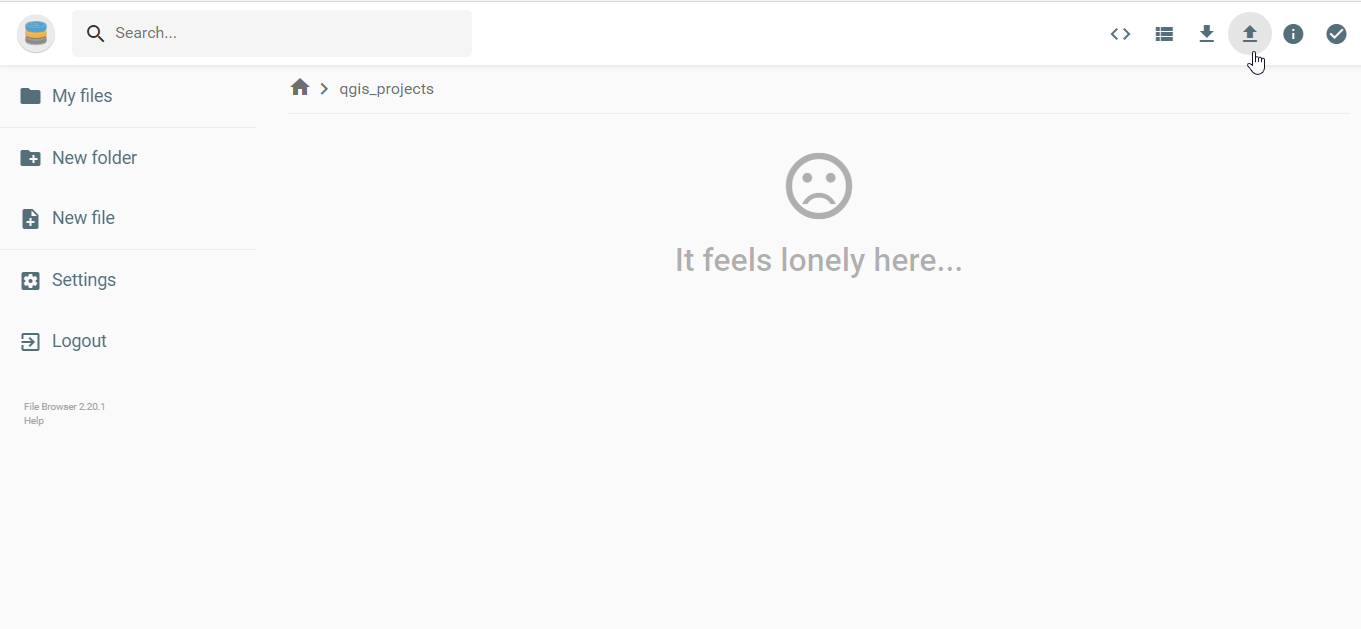 Search...
My files
qgis_projects
New folder
New file
It feels lonely here...
Settings
Logout
File Browser 2.20.1
Help